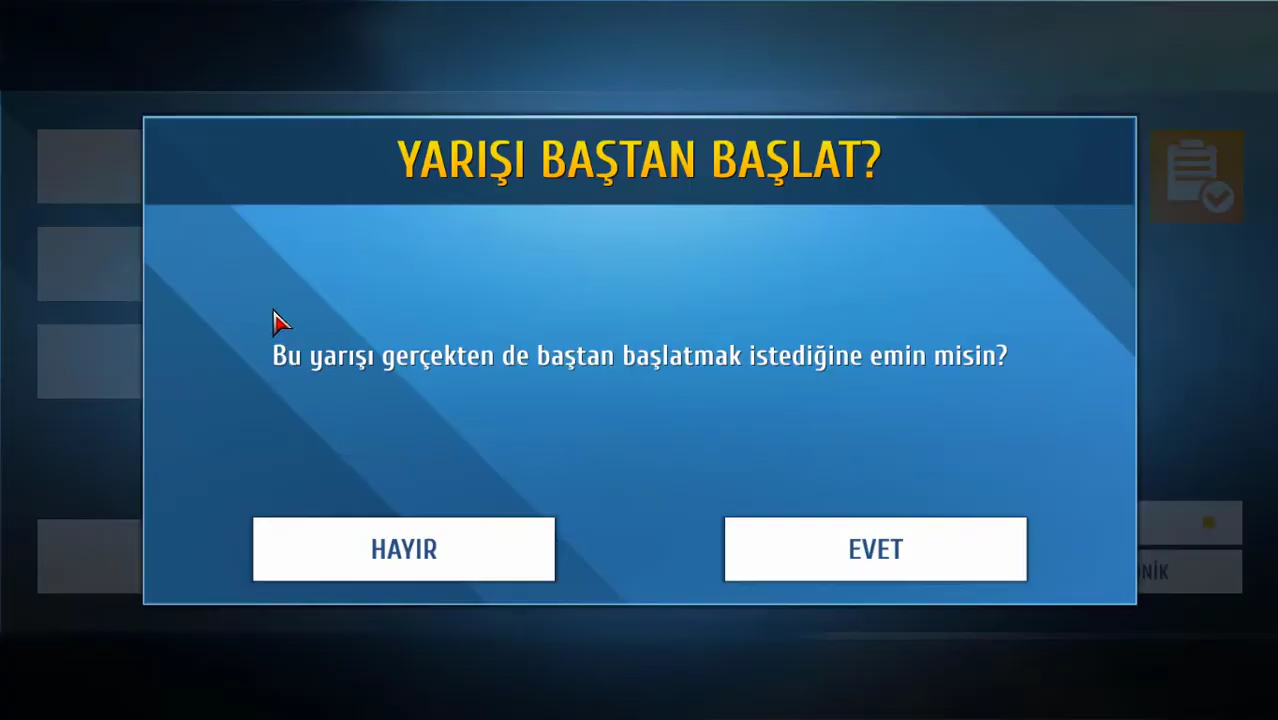 YARIŞI BAŞTAN BAŞLAT?
Bu yarışı gerçekten de baştan başlatmak istediğine emin misin?
HAYIR
EVET